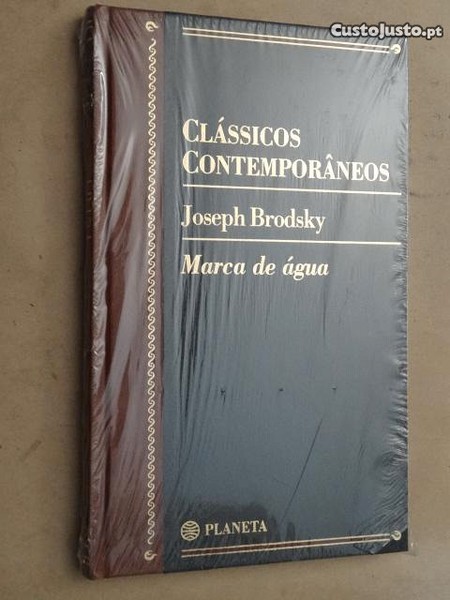 CustoJusto.pt
CLÁSSICOS
CONTEMPORÂNEOS
Joseph Brodsky
Marca de água
PLANETA